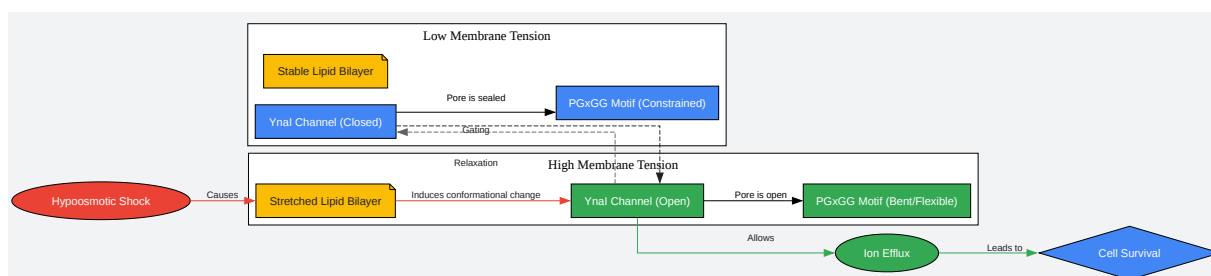 Low Membrane Tension
Stable Lipid Bilayer
YnaI Channel (Closed)
Pore is sealed
PGxGG Motif (Constrained)
Gating
Relaxation
High Membrane Tension
Hypoosmotic Shock
Causes
Stretched Lipid Bilayer
Induces conformational change
YnaI Channel (Open)
Pore is open
PGxGG Motif (Bent/Flexible)
Allows
Ion Efflux
Leads to
Cell Survival